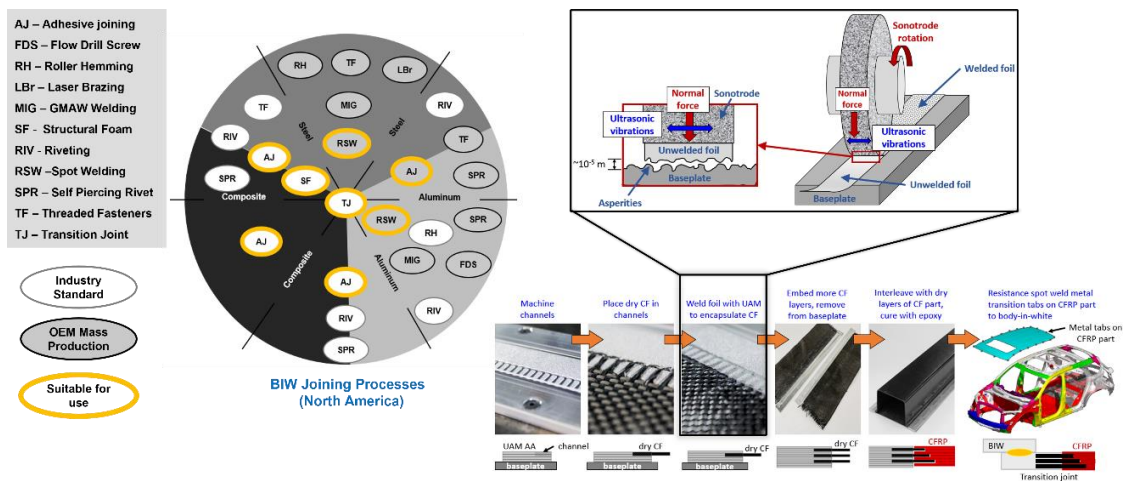 AJ – Adhesive joining
FDS – Flow Drill Screw
RH – Roller Hemming
LBr – Laser Brazing
MIG – GMAW Welding
SF - Structural Foam
RIV - Riveting
RSW –Spot Welding
SPR – Self Piercing Rivet
TF – Threaded Fasteners
TJ – Transition Joint
Industry
Standard
OEM Mass
Production
Suitable for
use
RH
TF
LBr
TF
MIG
RIV
RIV
Steel
RSW
Steel
TF
AJ
SPR
SF
AJ
SPR
Composite
TJ
Aluminum
RSW
SPR
AJ
RH
Composite
Aluminum
MIG
FDS
AJ
RIV
RIV
SPR
BIW Joining Processes
(North America)
Sonotrode
rotation
Welded foil
Normal
force
Sonotrode
Ultrasonic
vibrations
Unwelded foil
~10⁻⁵ m
Baseplate
Asperities
Normal
force
Ultrasonic
vibrations
Unwelded foil
Baseplate
Machine
channels
Place dry CF in
channels
Weld foil with UAM
to encapsulate CF
Embed more CF
layers, remove
from baseplate
Interleave with dry
layers of CF part,
cure with epoxy
Resistance spot weld metal
transition tabs on CFRP part
to body-in-white
Metal tabs on
CFRP part
UAM AA
channel
baseplate
dry CF
baseplate
dry CF
baseplate
dry CF
CFRP
BIW
CFRP
Transition joint